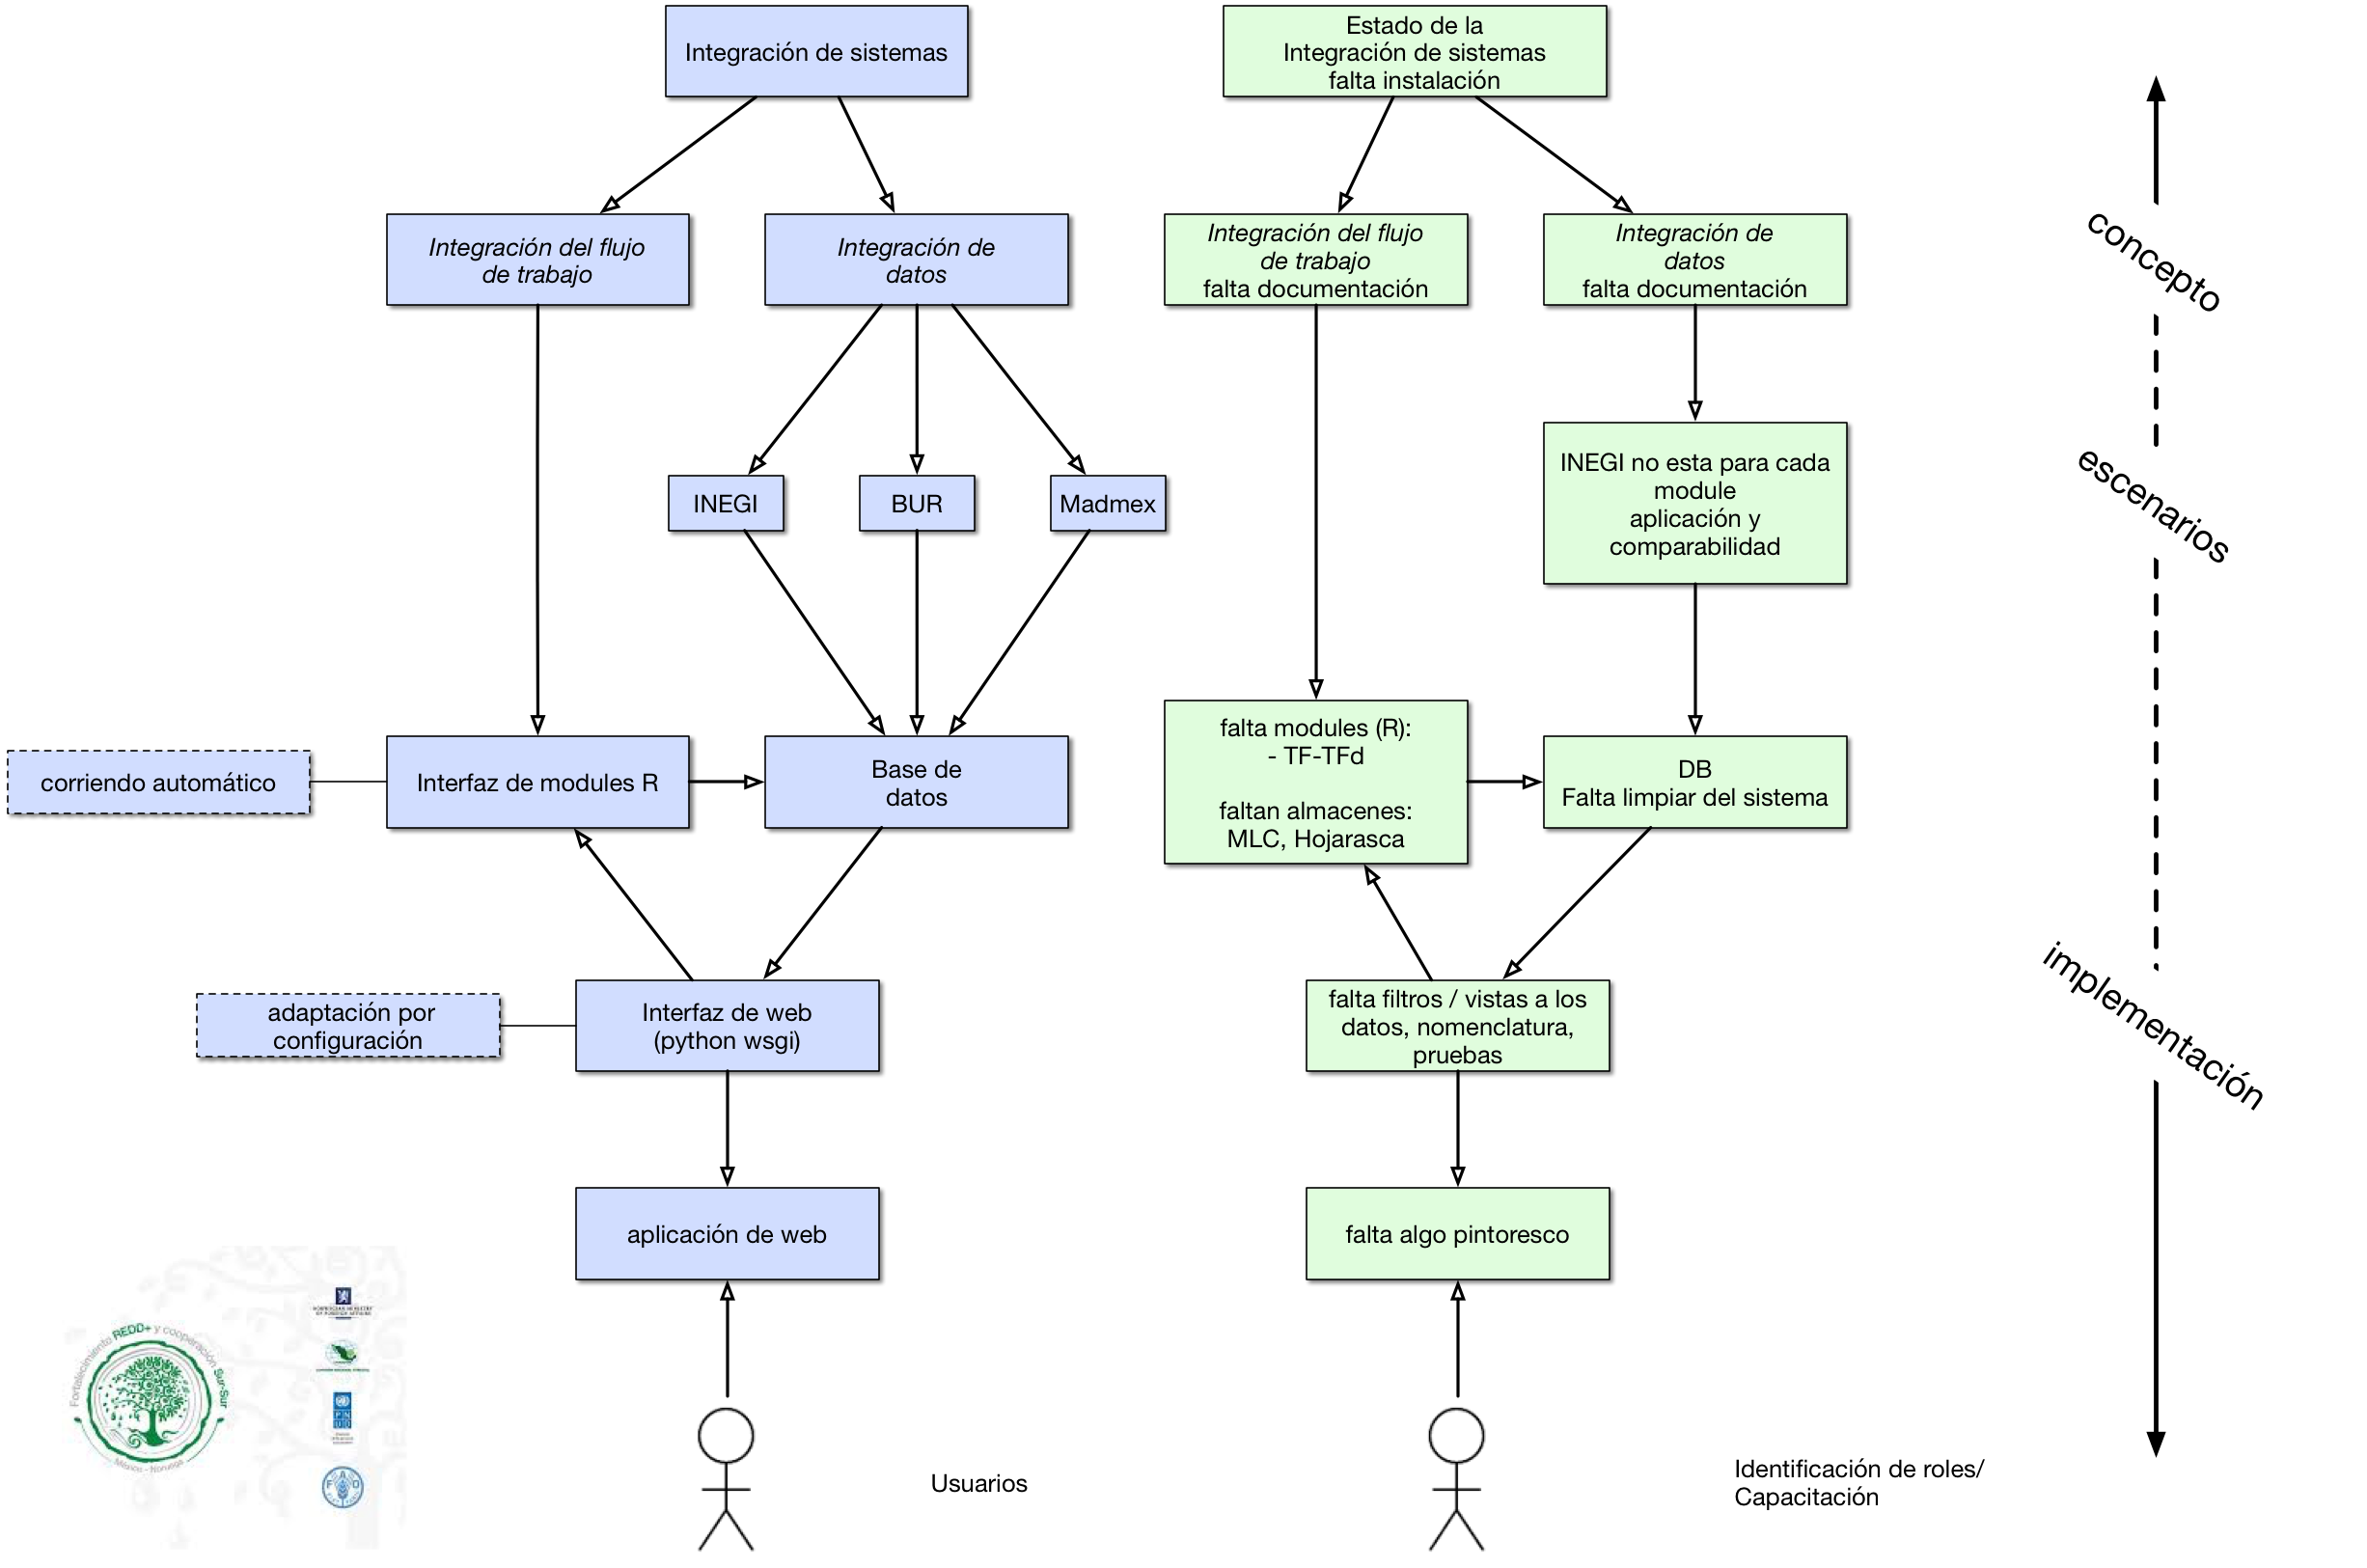 Integración de sistemas
Estado de la
Integración de sistemas
falta instalación
Integración del flujo
de trabajo
Integración de
datos
Integración del flujo
de trabajo
falta documentación
Integración de
datos
falta documentación
concepto
INEGI
BUR
Madmex
INEGI no esta para cada
module
aplicación y
comparabilidad
escenarios
corriendo automático
Interfaz de modules R
Base de
datos
falta modules (R):
- TF-TFd
faltan almacenes:
MLC, Hojarasca
DB
Falta limpiar del sistema
adaptación por
configuración
Interfaz de web
(python wsgi)
falta filtros / vistas a los
datos, nomenclatura,
pruebas
implementación
aplicación de web
falta algo pintoresco
Fortalecimiento REDD+ y cooperación Sur-Sur
México - Noruega
NORWEGIAN MINISTRY
OF FOREIGN AFFAIRS
P N
U D
F A O
Usuarios
Identificación de roles/
Capacitación